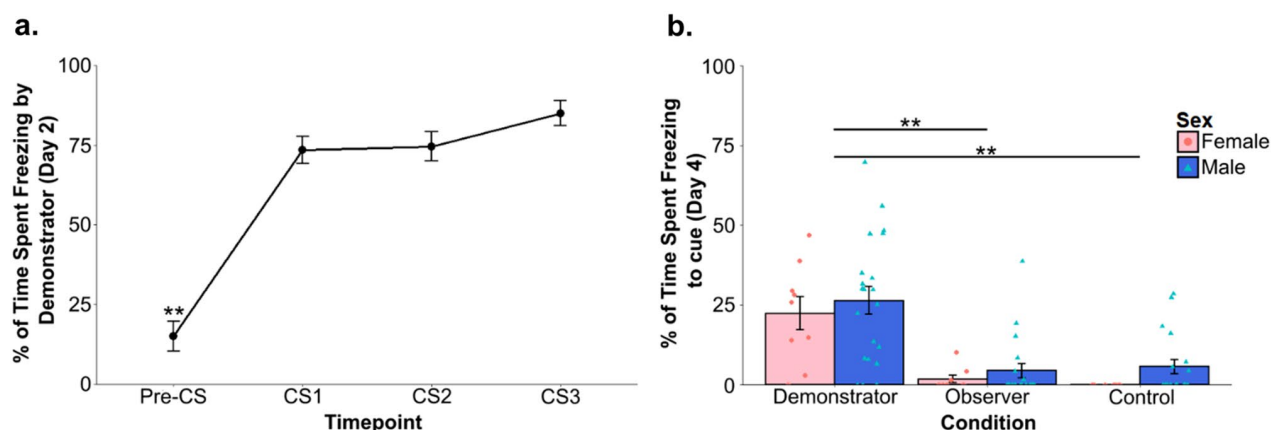 a.
% of Time Spent Freezing by
Demonstrator (Day 2)
100
75
50
25
0
**
Pre-CS
CS1
CS2
CS3
Timepoint
b.
% of Time Spent Freezing
to cue (Day 4)
100
75
50
25
0
**
**
Sex
Female
Male
Demonstrator
Observer
Control
Condition